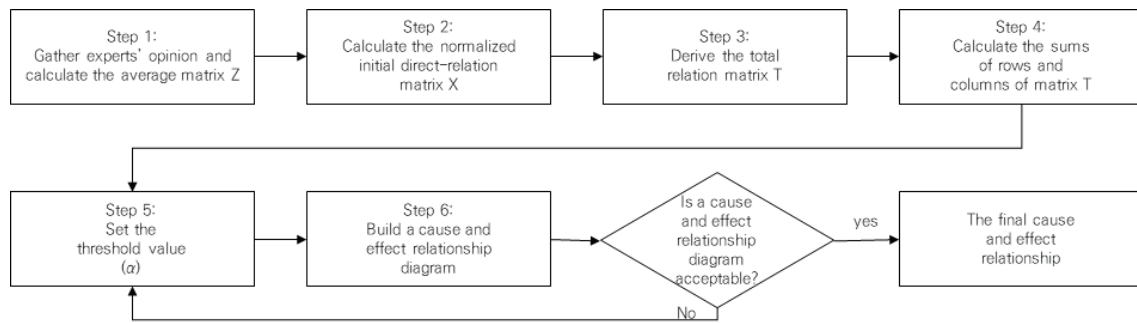 Step 1:
Gather experts' opinion and
calculate the average matrix Z
Step 2:
Calculate the normalized
initial direct-relation
matrix X
Step 3:
Derive the total
relation matrix T
Step 4:
Calculate the sums
of rows and
columns of matrix T
Step 5:
Set the
threshold value
(α)
Step 6:
Build a cause and
effect relationship
diagram
Is a cause
and effect
relationship
diagram
acceptable?
yes
No
The final cause
and effect
relationship